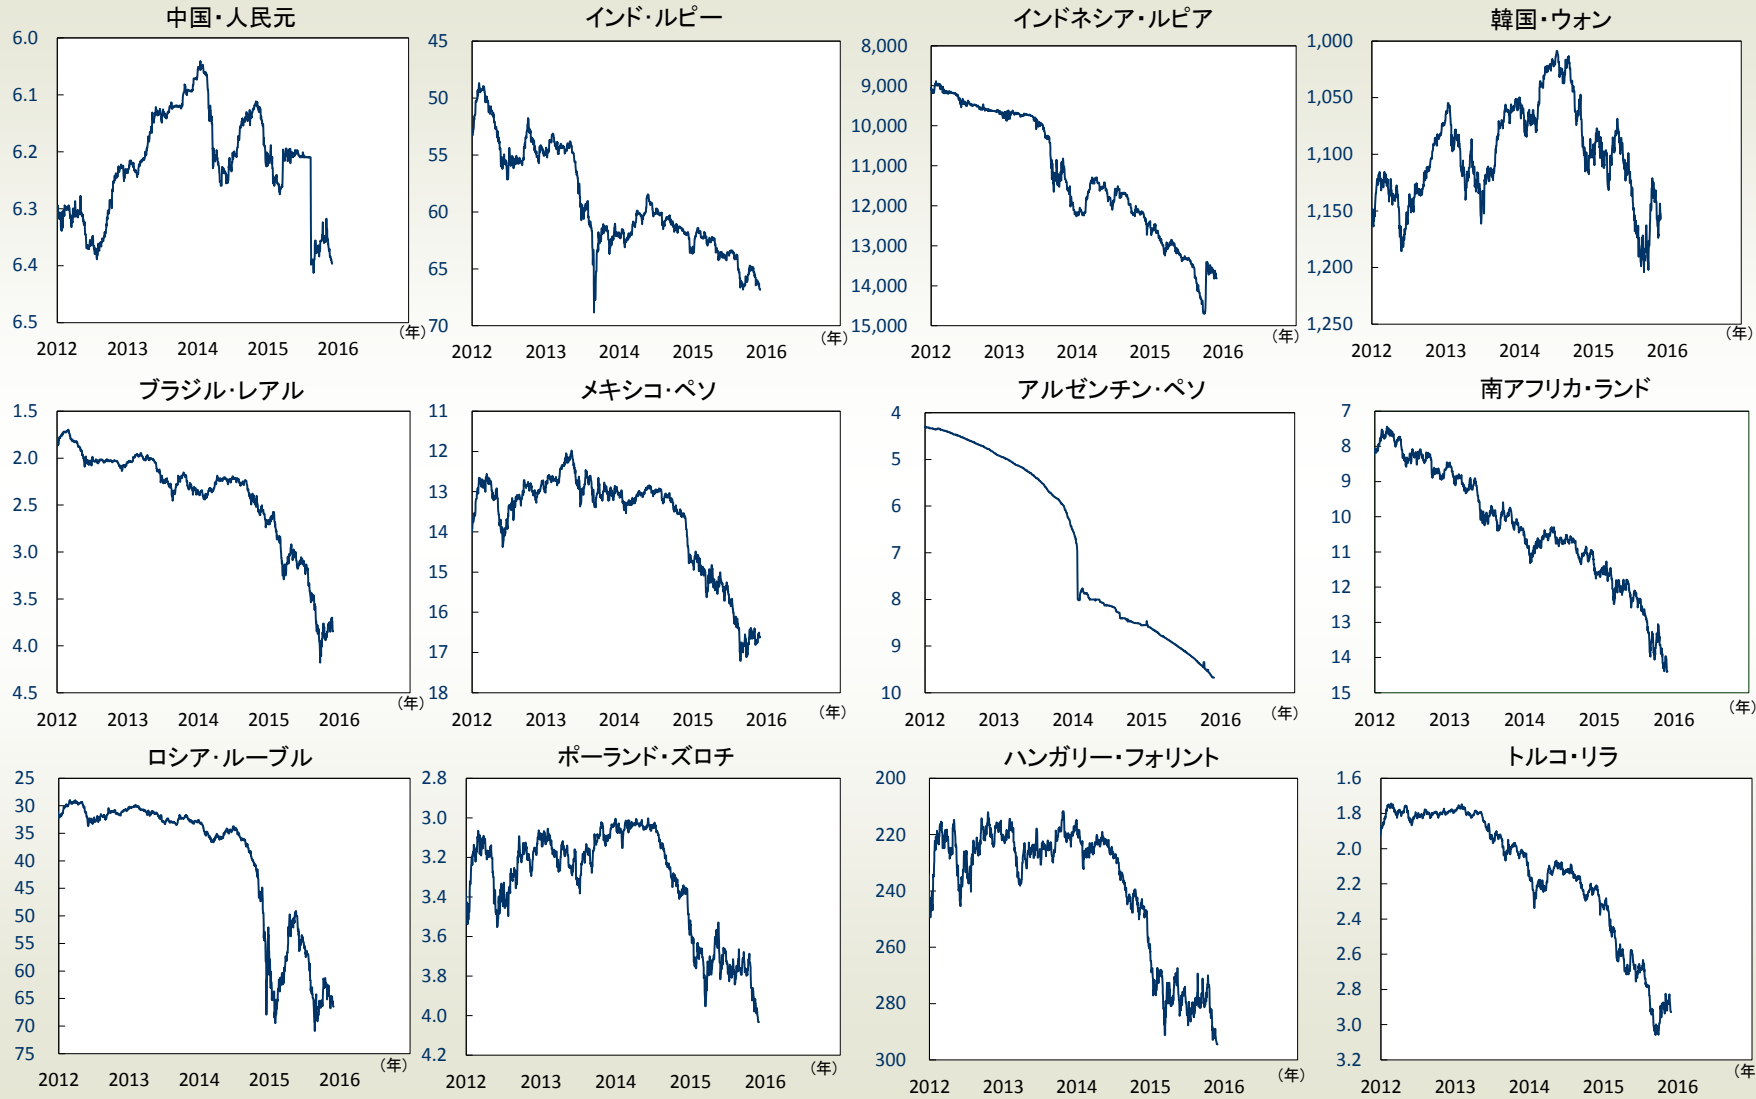 中国・人民元
6.0
6.1
6.2
6.3
6.4
6.5
(年)
2012 2013 2014 2015 2016
インド・ルピー
45
50
55
60
65
70
(年)
2012 2013 2014 2015 2016
インドネシア・ルピア
8,000
9,000
10,000
11,000
12,000
13,000
14,000
15,000
(年)
2012 2013 2014 2015 2016
韓国・ウォン
1,000
1,050
1,100
1,150
1,200
1,250
(年)
2012 2013 2014 2015 2016
ブラジル・レアル
1.5
2.0
2.5
3.0
3.5
4.0
4.5
(年)
2012 2013 2014 2015 2016
メキシコ・ペソ
11
12
13
14
15
16
17
18
(年)
2012 2013 2014 2015 2016
アルゼンチン・ペソ
4
5
6
7
8
9
10
(年)
2012 2013 2014 2015 2016
南アフリカ・ランド
7
8
9
10
11
12
13
14
15
(年)
2012 2013 2014 2015 2016
ロシア・ルーブル
25
30
35
40
45
50
55
60
65
70
75
(年)
2012 2013 2014 2015 2016
ポーランド・ズロチ
2.8
3.0
3.2
3.4
3.6
3.8
4.0
4.2
(年)
2012 2013 2014 2015 2016
ハンガリー・フォリント
200
220
240
260
280
300
(年)
2012 2013 2014 2015 2016
トルコ・リラ
1.6
1.8
2.0
2.2
2.4
2.6
2.8
3.0
3.2
(年
2012 2013 2014 2015 2016